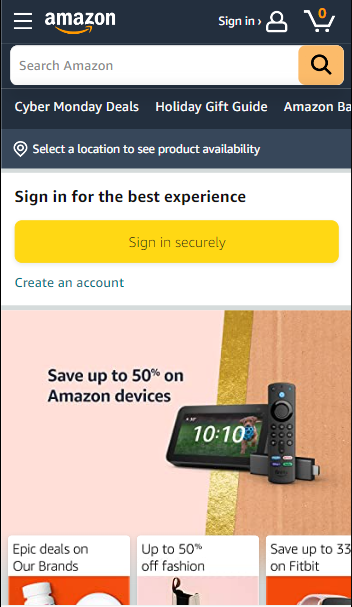 amazon
Sign in ›
0
Search Amazon
Cyber Monday Deals Holiday Gift Guide Amazon Ba
Select a location to see product availability
Sign in for the best experience
Sign in securely
Create an account
Save up to 50% on
Amazon devices
10:10
Epic deals on
Our Brands
Up to 50%
off fashion
Save up to 33
on Fitbit